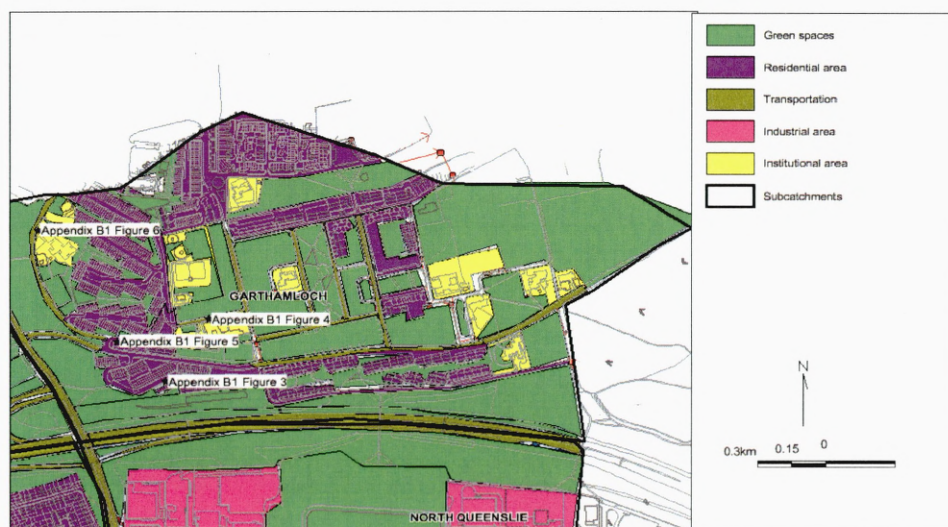 Green spaces
Residential area
Transportation
Industrial area
Institutional area
Subcatchments
Appendix B1 Figure 6
GARTHAMLOCH
Appendix B1 Figure 4
Appendix B1 Figure 5
Appendix B1 Figure 3
N
0.3km 0.15 0
NORTH QUEENSLIE